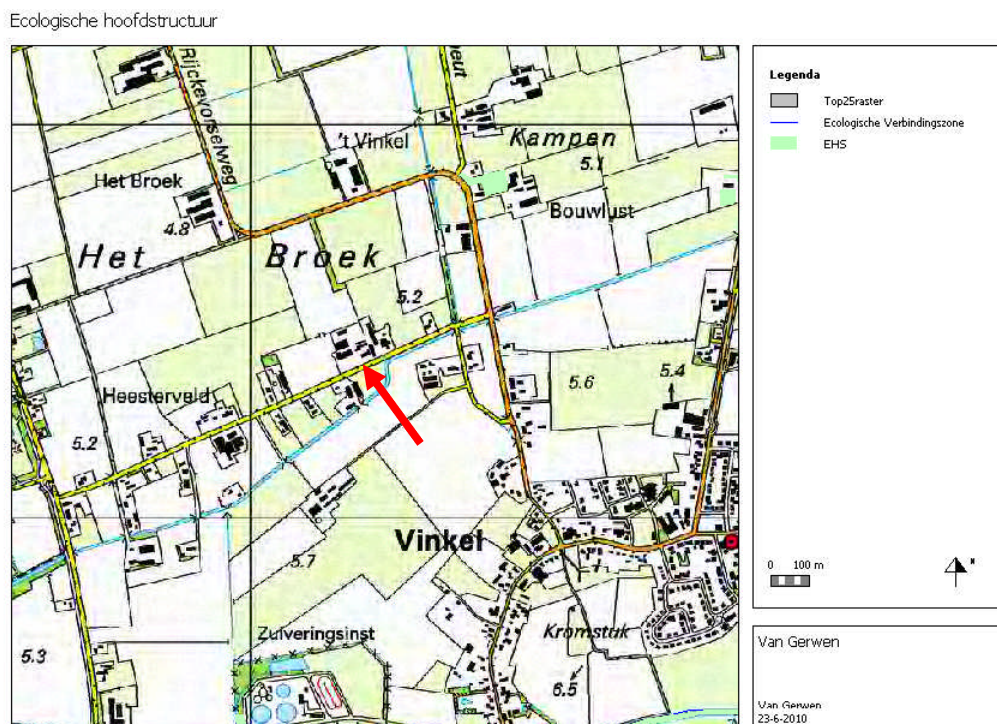 Ecologische hoofdstructuur
Rijckevorselweg
't Vinkel
Kampen
5.1
Het Broek
'Bouwlust
4.8
Het Broek
5.2
5.6
5.4
Heesterveld
5.2
Vinkel
5.7
Zuiveringsinst
Kromstuk
5.3
6.5
Legenda
Top25raster
Ecologische Verbindingszone
EHS
0 100 m
Van Gerwen
Van Gerwen
23-6-2010